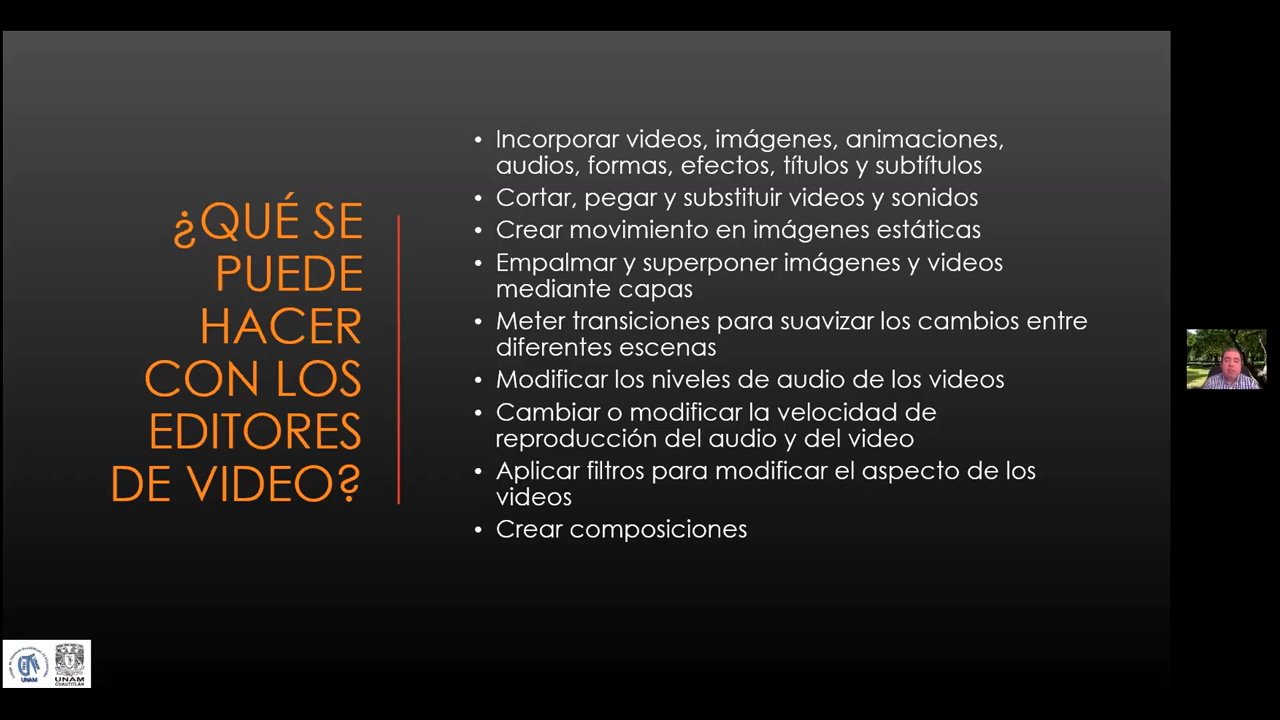 ¿QUÉ SE
PUEDE
HACER
CON LOS
EDITORES
DE VIDEO?
• Incorporar videos, imágenes, animaciones,
audios, formas, efectos, títulos y subtítulos
• Cortar, pegar y substituir videos y sonidos
• Crear movimiento en imágenes estáticas
• Empalmar y superponer imágenes y videos
mediante capas
• Meter transiciones para suavizar los cambios entre
diferentes escenas
• Modificar los niveles de audio de los videos
• Cambiar o modificar la velocidad de
reproducción del audio y del video
• Aplicar filtros para modificar el aspecto de los
videos
• Crear composiciones
UNAM
UNAM
CUAUTITLÁN